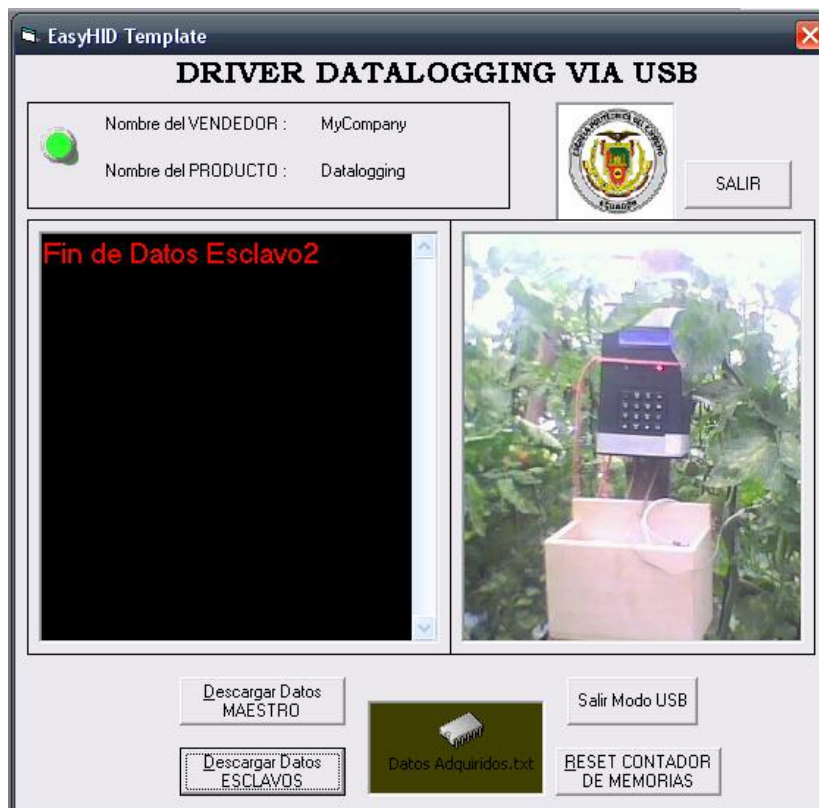 EasyHID Template
DRIVER DATALOGGING VIA USB
Nombre del VENDEDOR : MyCompany
Nombre del PRODUCTO : Datalogging
ECUADOR
SALIR
Fin de Datos Esclavo2
Descargar Datos
MAESTRO
Salir Modo USB
Datos Adquiridos.txt
Descargar Datos
ESCLAVOS
RESET CONTADOR
DE MEMORIAS